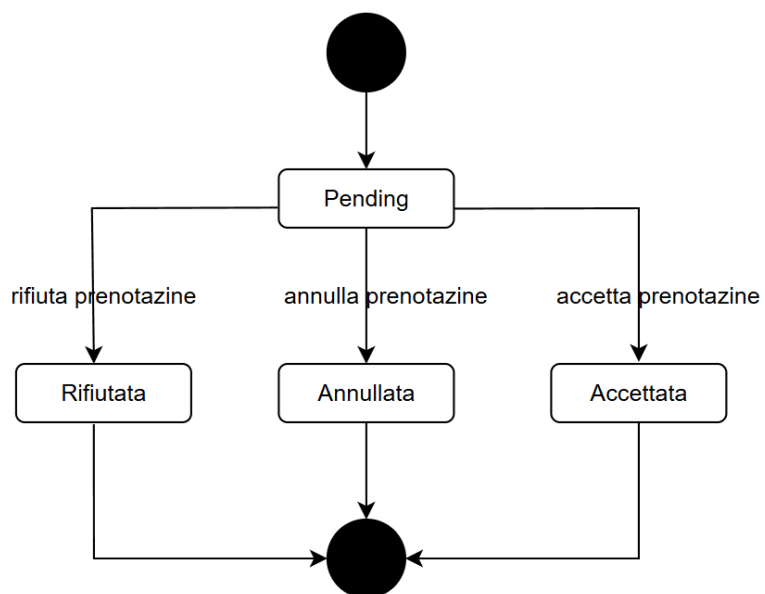 Pending
rifiuta prenotazine
annulla prenotazine
accetta prenotazine
Rifiutata
Annullata
Accettata